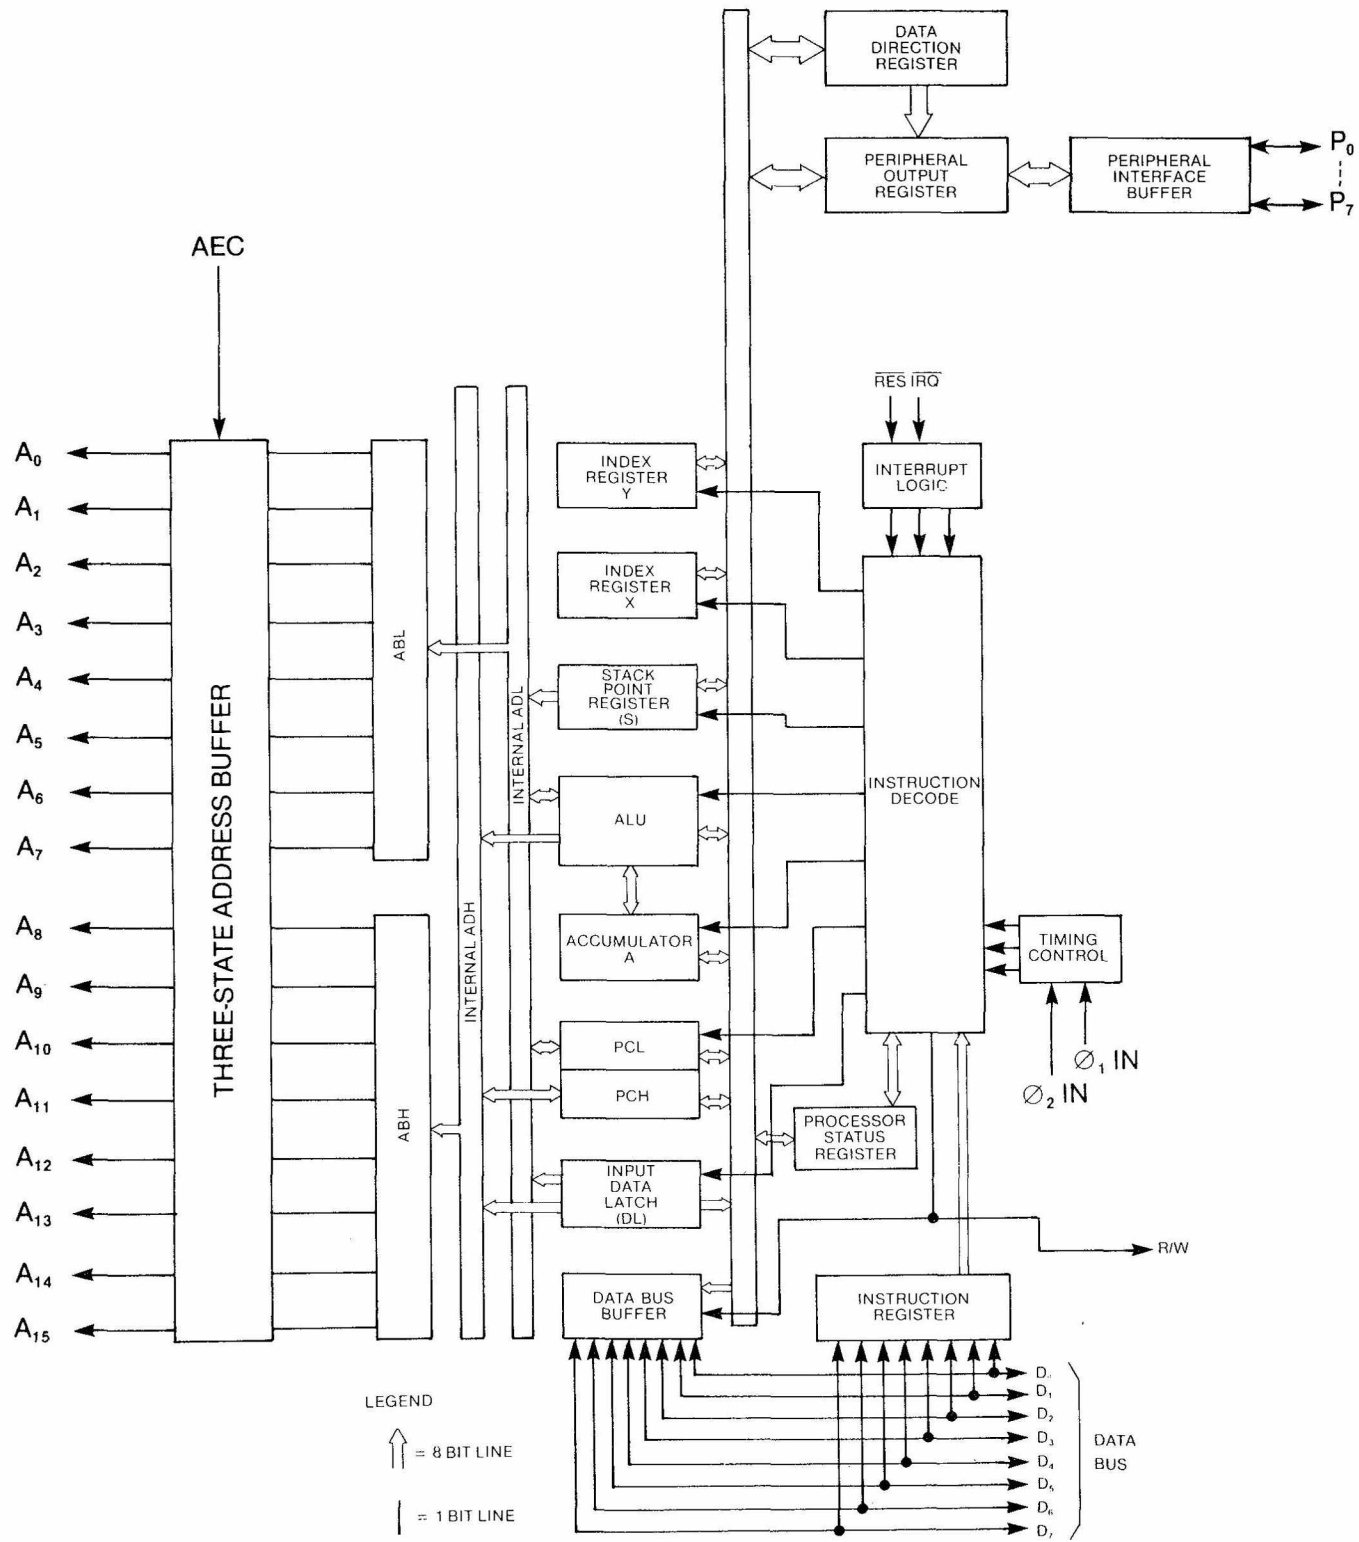 DATA
DIRECTION
REGISTER
PERIPHERAL
OUTPUT
REGISTER
PERIPHERAL
INTERFACE
BUFFER
P₀
P₇
AEC
RES IRQ
INTERRUPT
LOGIC
A₀
A₁
A₂
A₃
A₄
A₅
A₆
A₇
A₈
A₉
A₁₀
A₁₁
A₁₂
A₁₃
A₁₄
A₁₅
THREE-STATE ADDRESS BUFFER
ABL
ABH
INTERNAL ADH
INTERNAL ADL
INDEX
REGISTER
Y
INDEX
REGISTER
X
STACK
POINT
REGISTER
(S)
ALU
ACCUMULATOR
A
PCL
PCH
INPUT
DATA
LATCH
(DL)
DATA BUS
BUFFER
INSTRUCTION
DECODE
TIMING
CONTROL
∅₁ IN
∅₂ IN
PROCESSOR
STATUS
REGISTER
R/W
INSTRUCTION
REGISTER
D₀
D₁
D₂
D₃
D₄
D₅
D₆
D₇
DATA
BUS
LEGEND
= 8 BIT LINE
= 1 BIT LINE